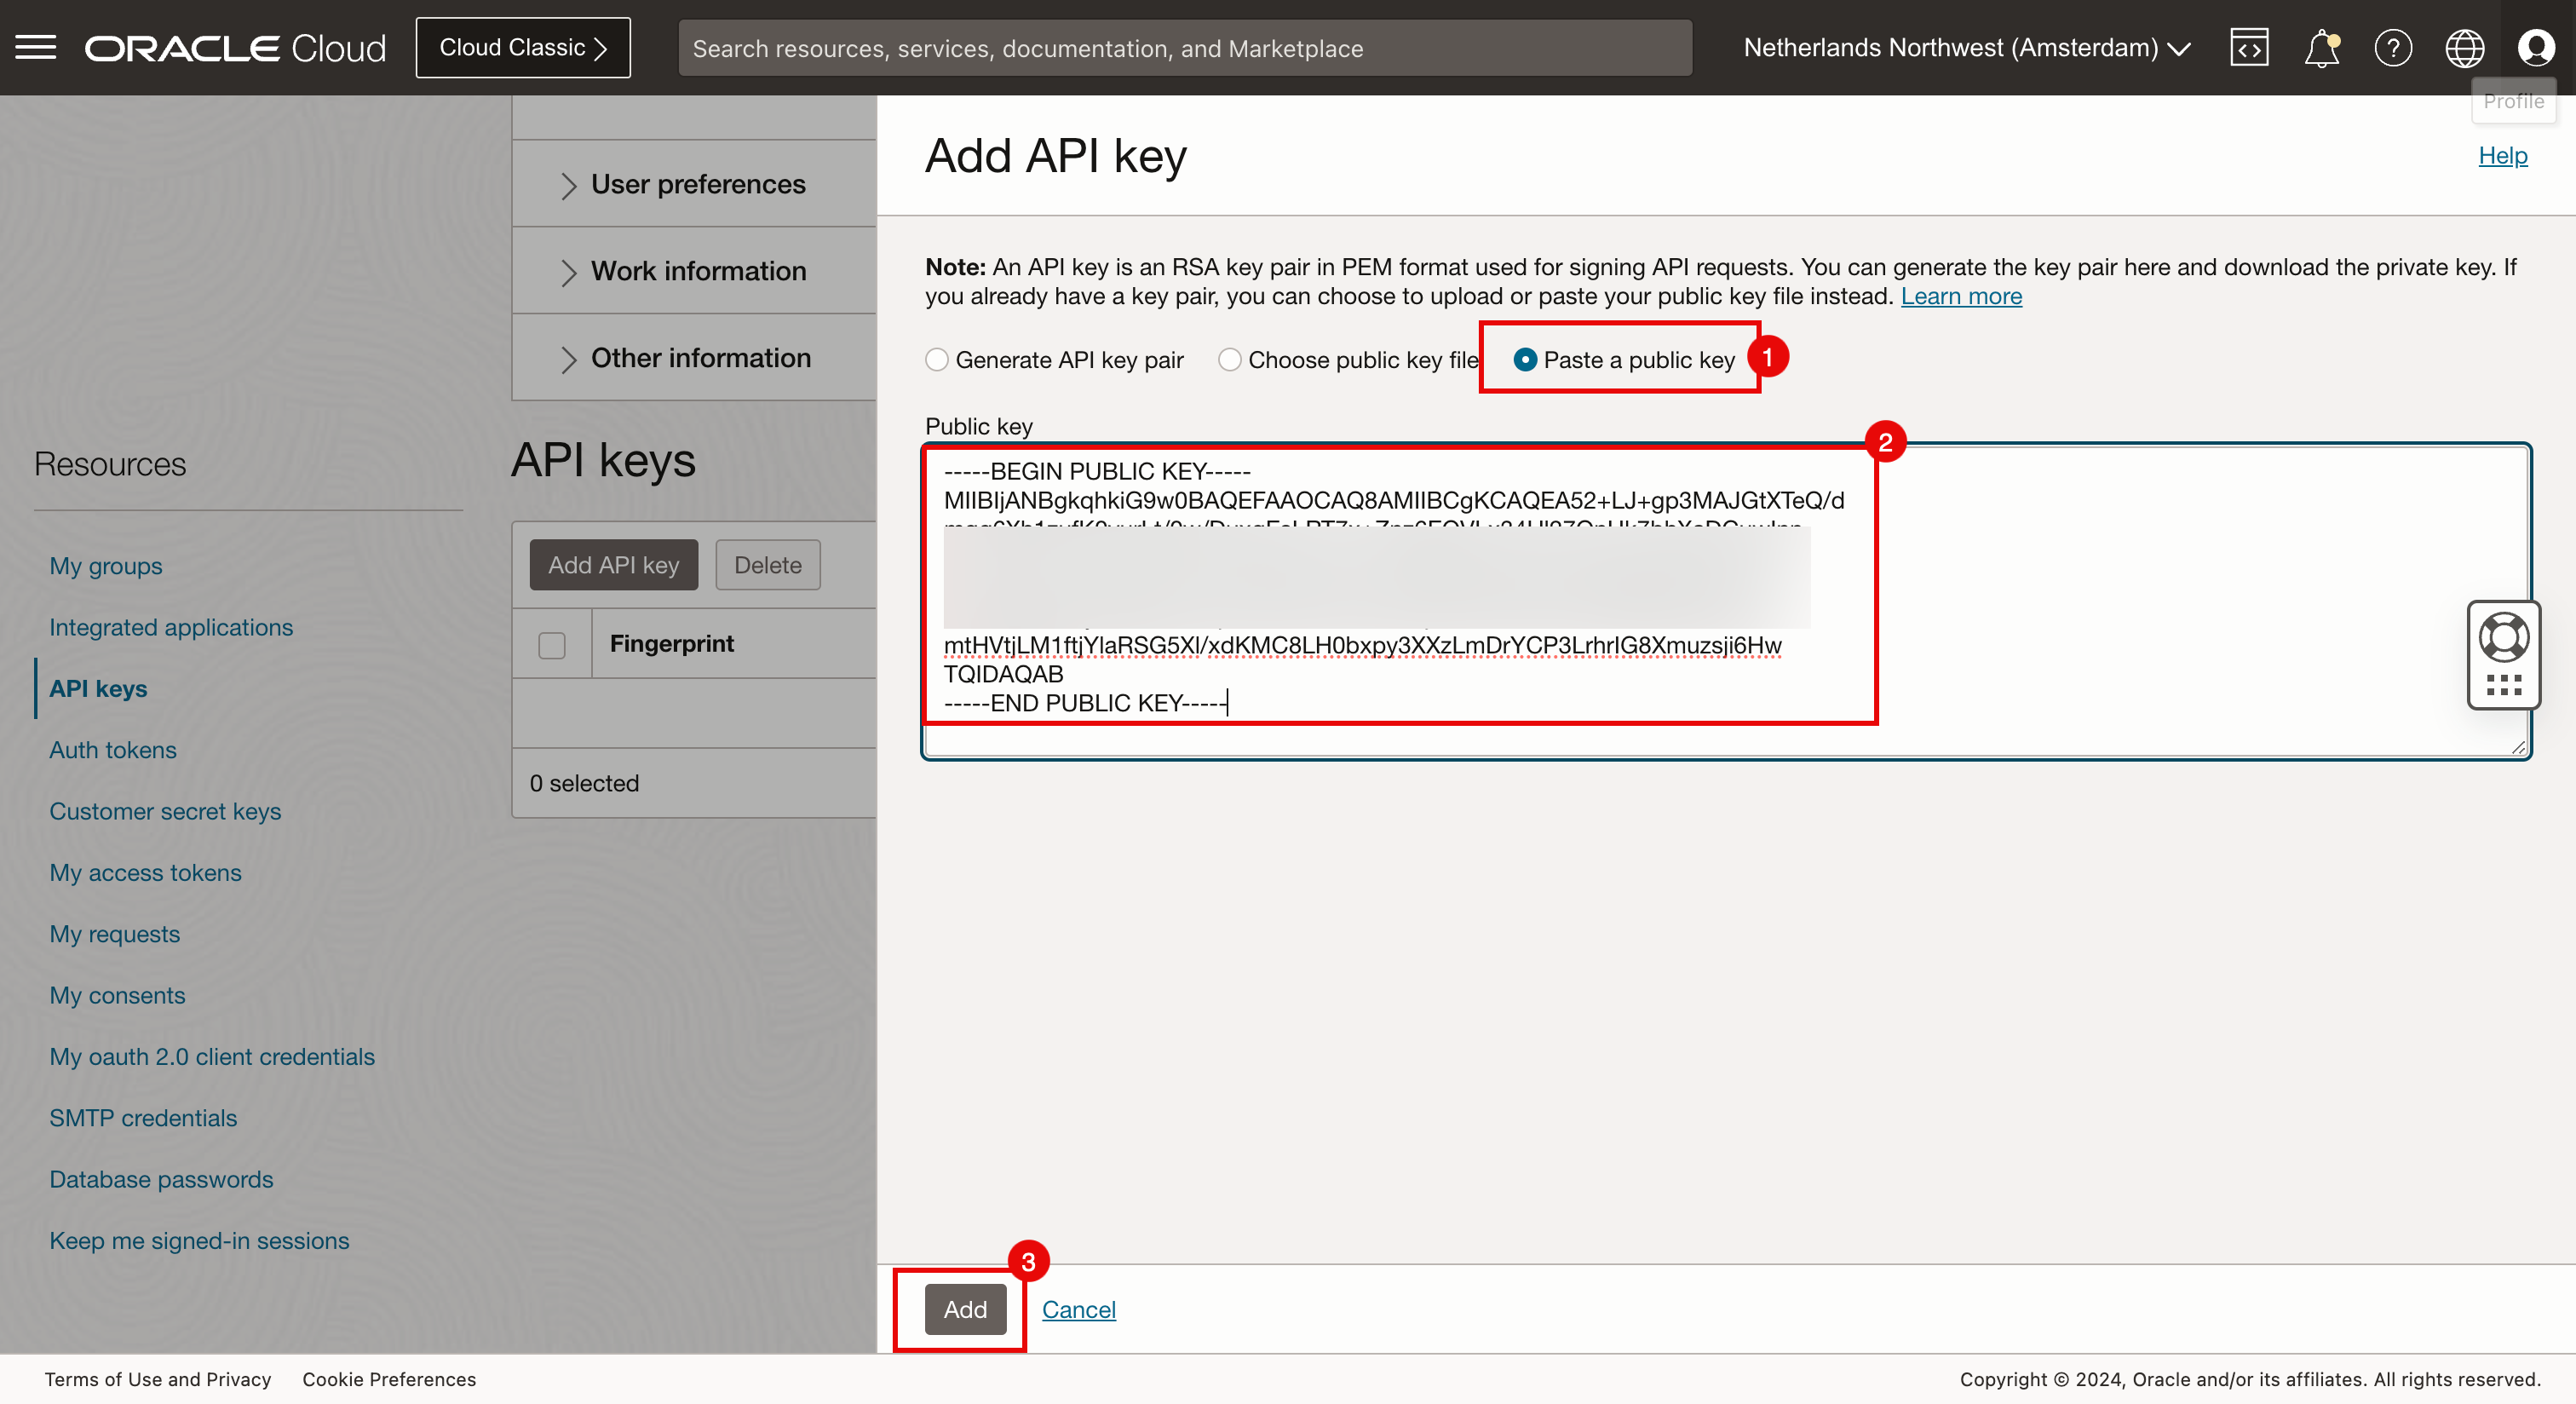 ORACLE Cloud
Cloud Classic
Search resources, services, documentation, and Marketplace
Netherlands Northwest (Amsterdam)
Profile
User preferences
Work information
Other information
Resources
My groups
Integrated applications
API keys
Auth tokens
Customer secret keys
My access tokens
My requests
My consents
My oauth 2.0 client credentials
SMTP credentials
Database passwords
Keep me signed-in sessions
API keys
Add API key
Delete
Fingerprint
0 selected
Add API key
Help
Note: An API key is an RSA key pair in PEM format used for signing API requests. You can generate the key pair here and download the private key. If
you already have a key pair, you can choose to upload or paste your public key file instead. Learn more
Generate API key pair
Choose public key file
Paste a public key
1
Public key
2
-----BEGIN PUBLIC KEY-----
MIIBIjANBgkqhkiG9w0BAQEFAAOCAQ8AMIIBCgKCAQEA52+LJ+gp3MAJGtXTeQ/d
mtHVtjLM1ftjYlaRSG5Xl/xdKMC8LH0bxpy3XXzLmDrYCP3LrhrIG8Xmuzsji6Hw
TQIDAQAB
-----END PUBLIC KEY-----
3
Add
Cancel
Terms of Use and Privacy
Cookie Preferences
Copyright © 2024, Oracle and/or its affiliates. All rights reserved.